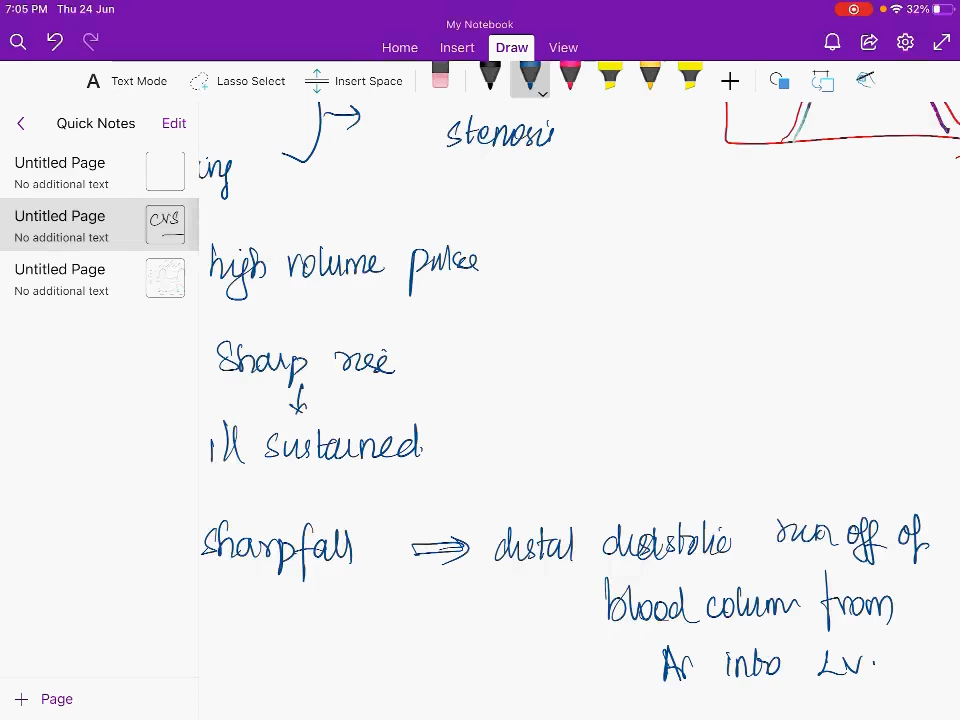 7:05 PM Thu 24 Jun
32%
My Notebook
Home Insert Draw View
Text Mode Lasso Select Insert Space
Quick Notes Edit
Untitled Page
No additional text
Untitled Page
No additional text
CNS
Untitled Page
No additional text
Page
stenosis
ing
high volume pulse
Sharp rise
ill sustained
sharp fall ⇒ distal diastolic run off of
blood column from
into LV.